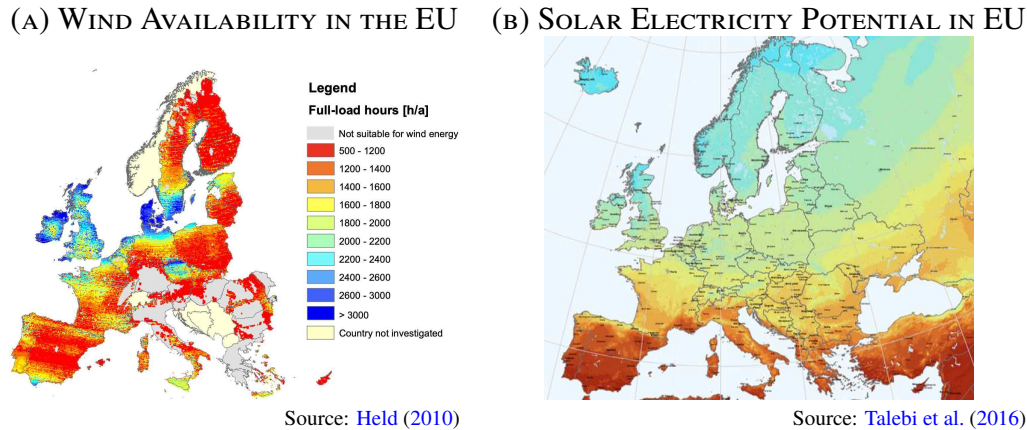 (A) WIND AVAILABILITY IN THE EU
Legend
Full-load hours [h/a]
Not suitable for wind energy
500 - 1200
1200 - 1400
1400 - 1600
1600 - 1800
1800 - 2000
2000 - 2200
2200 - 2400
2400 - 2600
2600 - 3000
> 3000
Country not investigated
Source: Held (2010)
(B) SOLAR ELECTRICITY POTENTIAL IN EU
Source: Talebi et al. (2016)